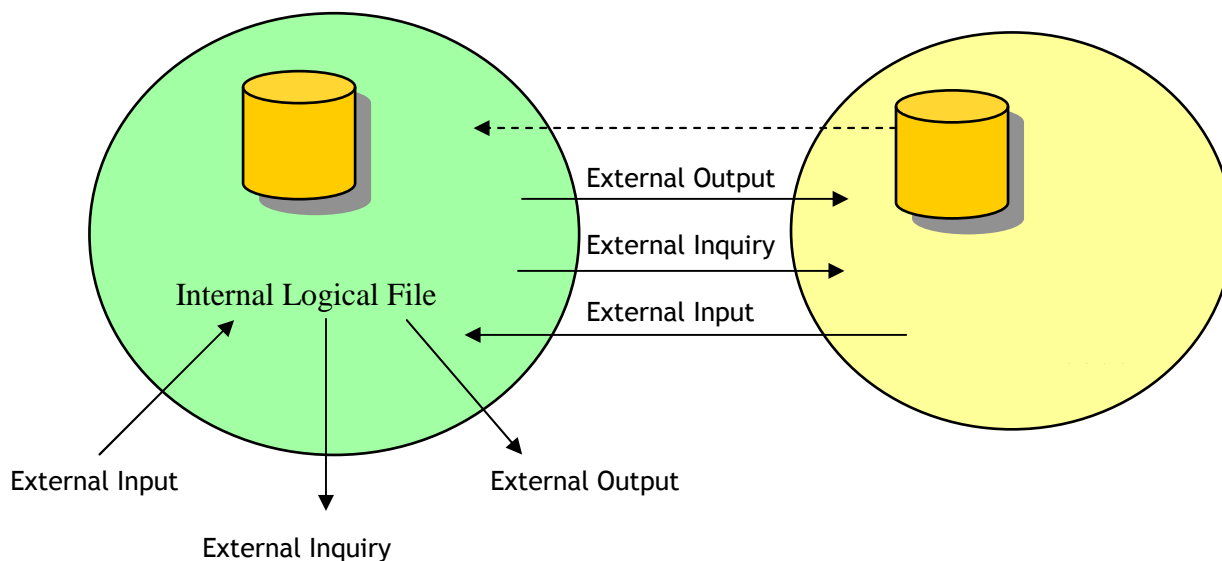 External Output
External Inquiry
Internal Logical File
External Input
External Input
External Output
External Inquiry